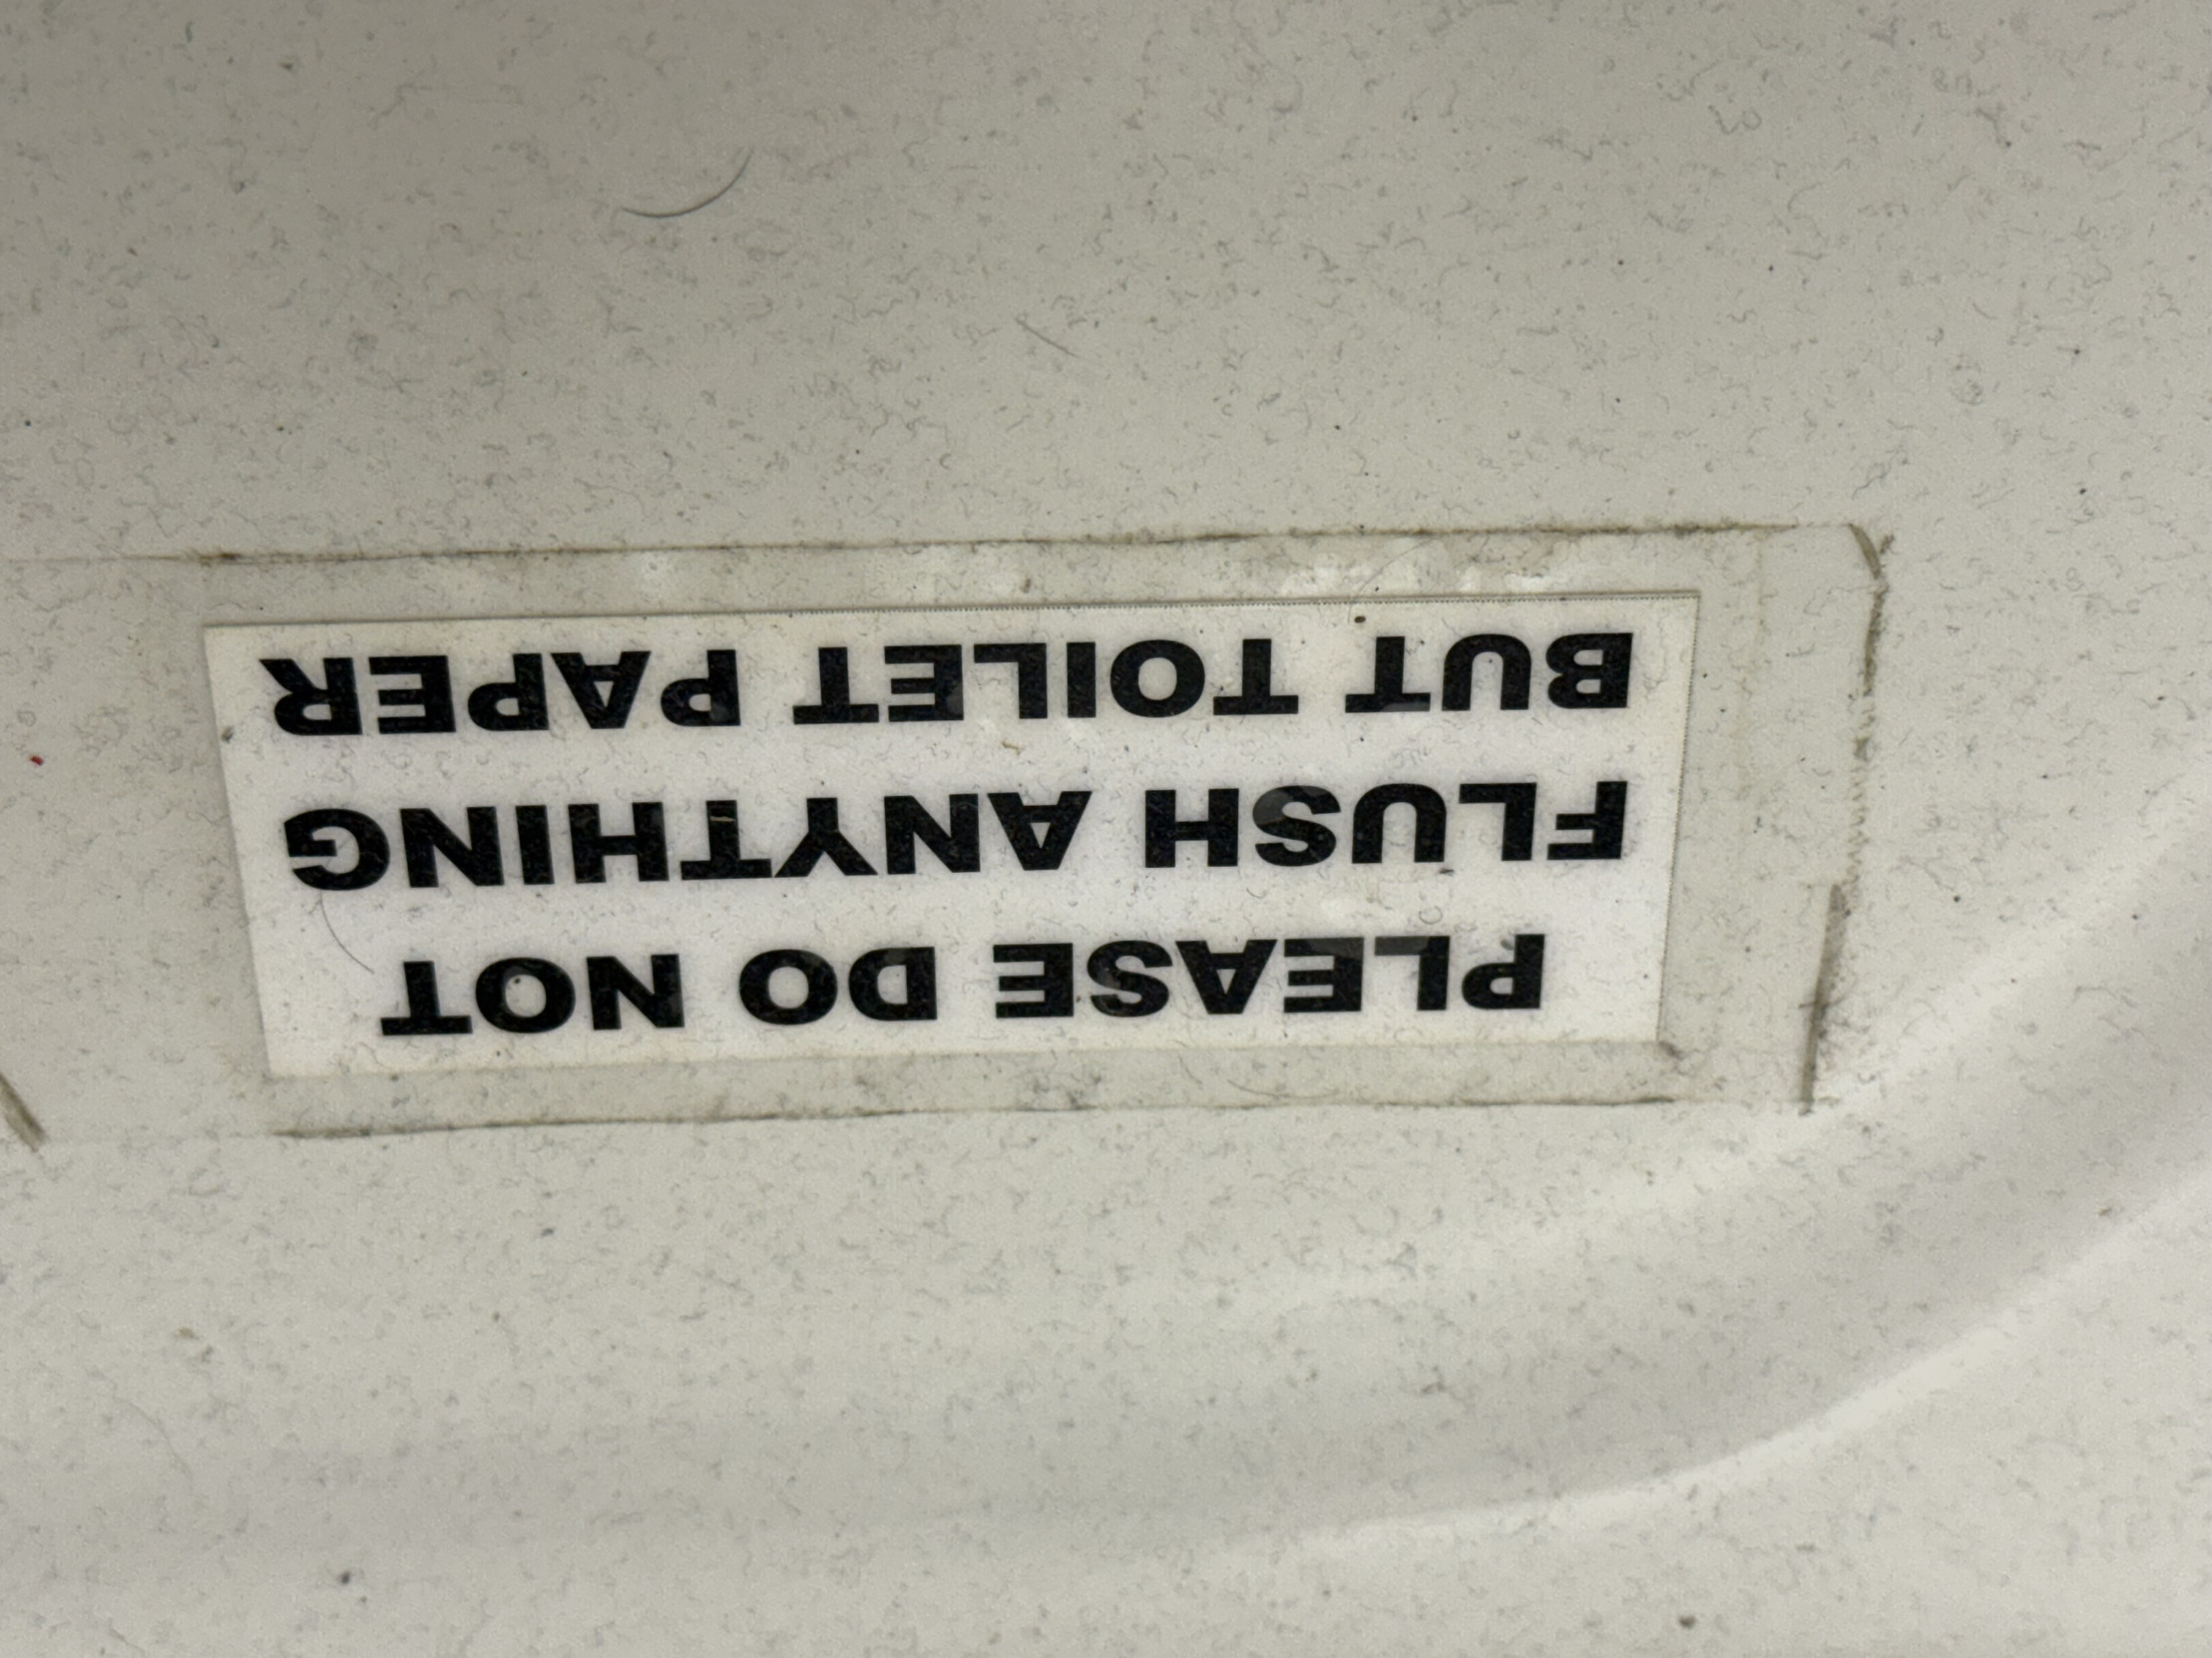 PLEASE DO NOT
FLUSH ANYTHING
BUT TOILET PAPER